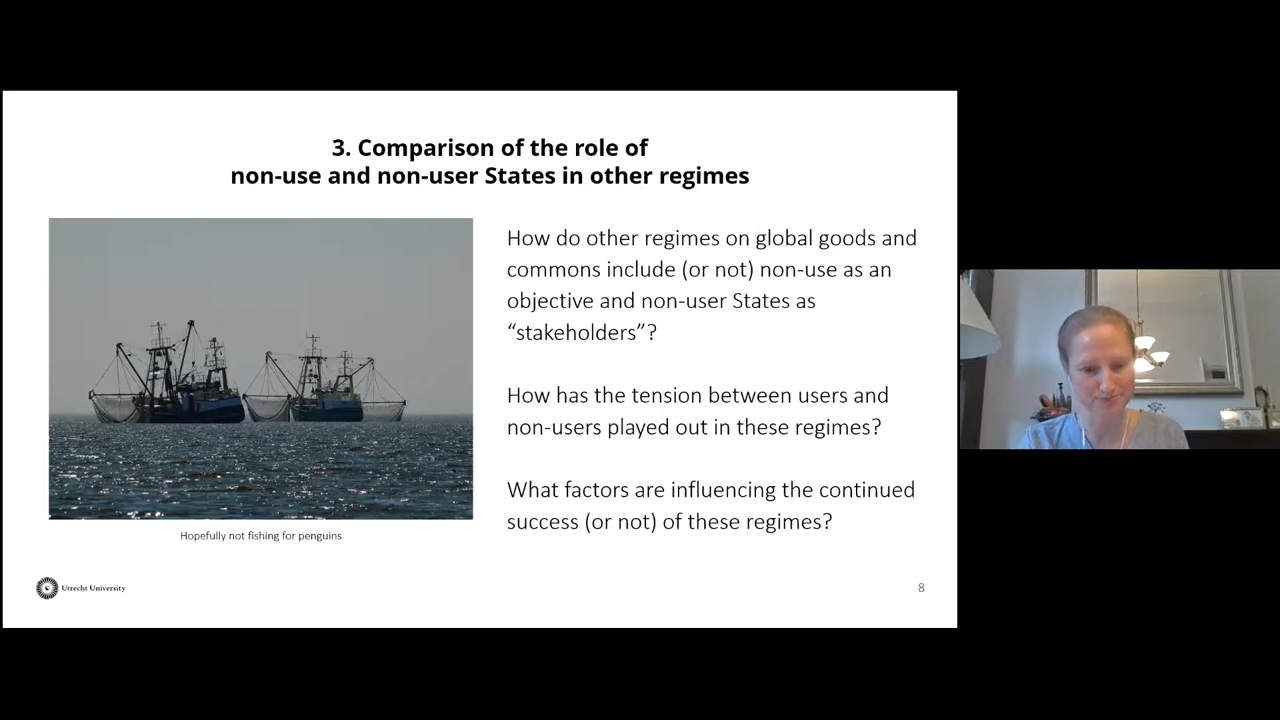 3. Comparison of the role of
non-use and non-user States in other regimes
How do other regimes on global goods and
commons include (or not) non-use as an
objective and non-user States as
“stakeholders”?
How has the tension between users and
non-users played out in these regimes?
What factors are influencing the continued
success (or not) of these regimes?
Hopefully not fishing for penguins
Utrecht University
8